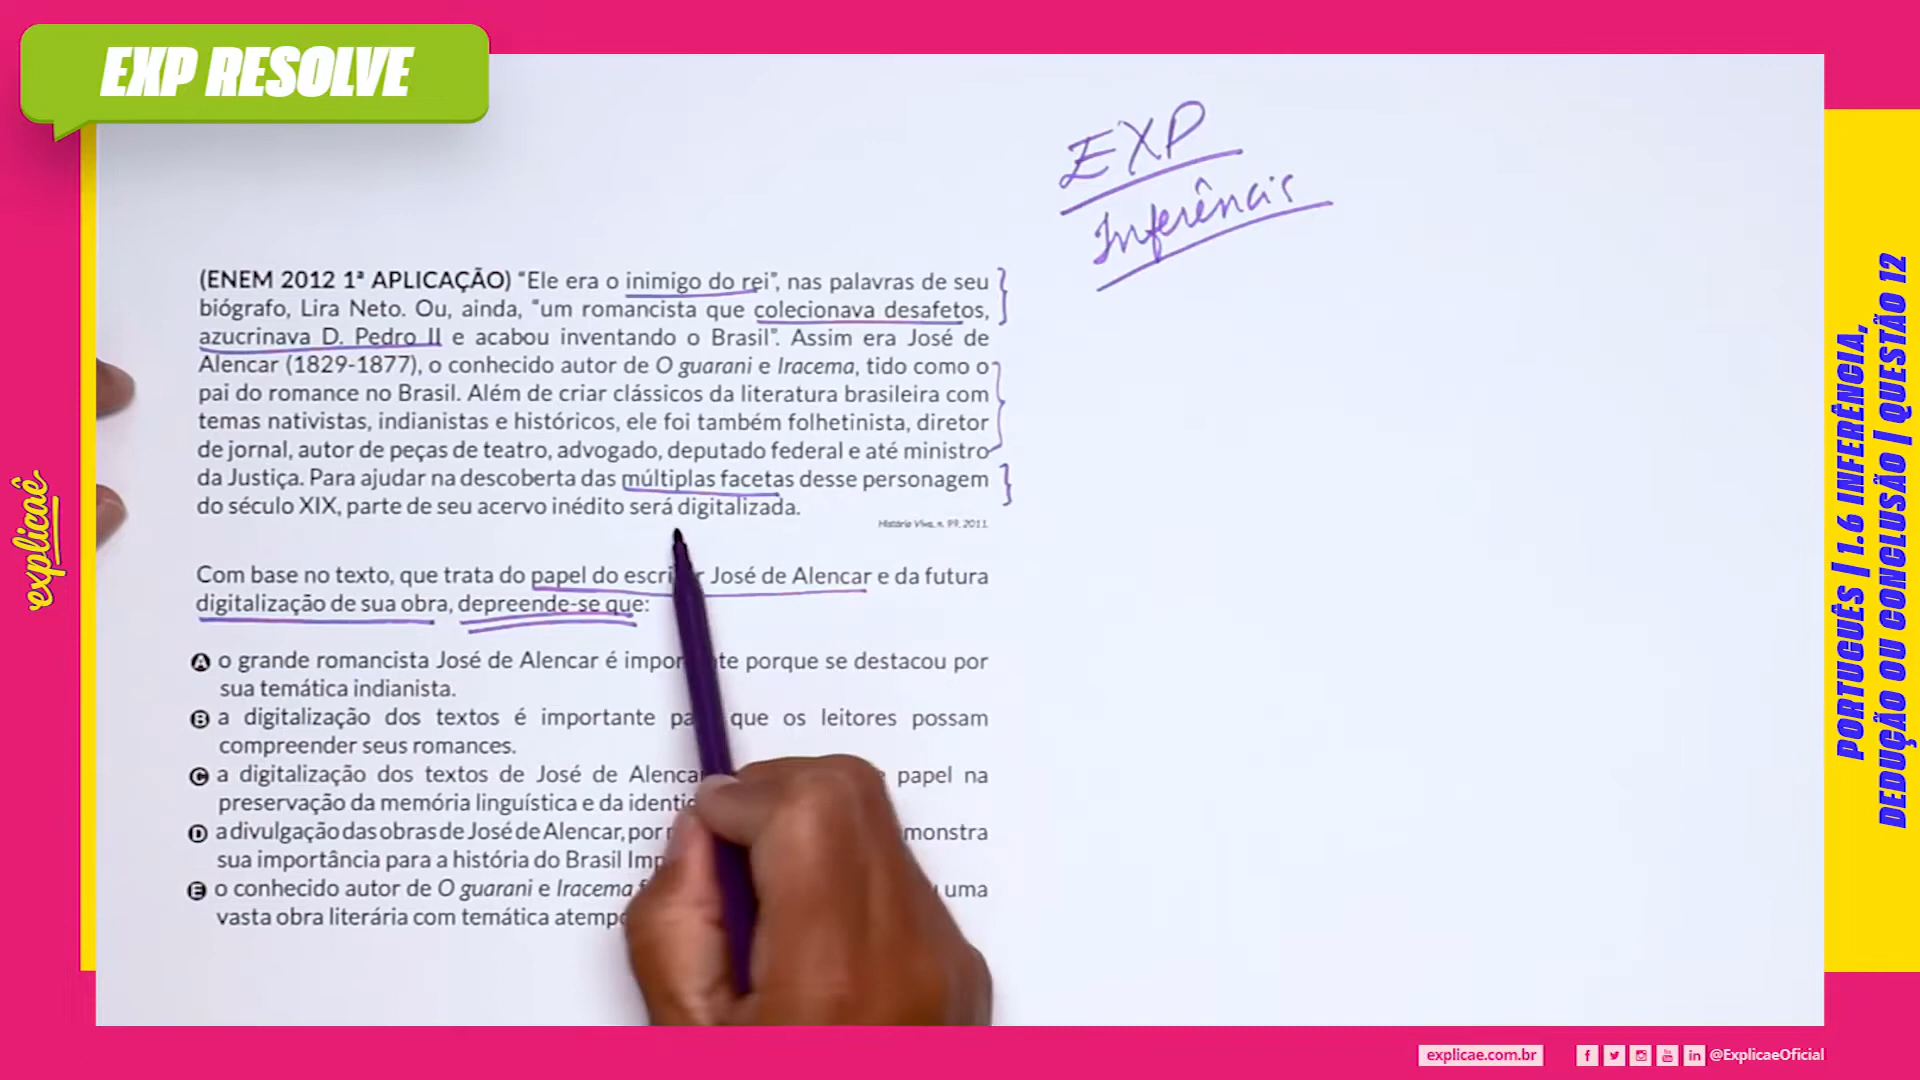 EXP RESOLVE
EXP
Inferências
(ENEM 2012 1ª APLICAÇÃO) “Ele era o inimigo do rei”, nas palavras de seu
biógrafo, Lira Neto. Ou, ainda, “um romancista que colecionava desafetos,
azucrinava D. Pedro II e acabou inventando o Brasil”. Assim era José de
Alencar (1829-1877), o conhecido autor de O guarani e Iracema, tido como o
pai do romance no Brasil. Além de criar clássicos da literatura brasileira com
temas nativistas, indianistas e históricos, ele foi também folhetinista, diretor
de jornal, autor de peças de teatro, advogado, deputado federal e até ministro
da Justiça. Para ajudar na descoberta das múltiplas facetas desse personagem
do século XIX, parte de seu acervo inédito será digitalizada.
História Viva, n. 99, 2011.
Com base no texto, que trata do papel do escri r José de Alencar e da futura
digitalização de sua obra, depreende-se que:
A o grande romancista José de Alencar é impor te porque se destacou por
sua temática indianista.
B a digitalização dos textos é importante pa que os leitores possam
compreender seus romances.
C a digitalização dos textos de José de Alenca papel na
preservação da memória linguística e da identi
D a divulgação das obras de José de Alencar, por monstra
sua importância para a história do Brasil Imp
E o conhecido autor de O guarani e Iracema uma
vasta obra literária com temática atemp
explicaê
PORTUGUÊS | 1.6 INFERÊNCIA,
DEDUÇÃO OU CONCLUSÃO | QUESTÃO 12
explicae.com.br
@ExplicaeOficial